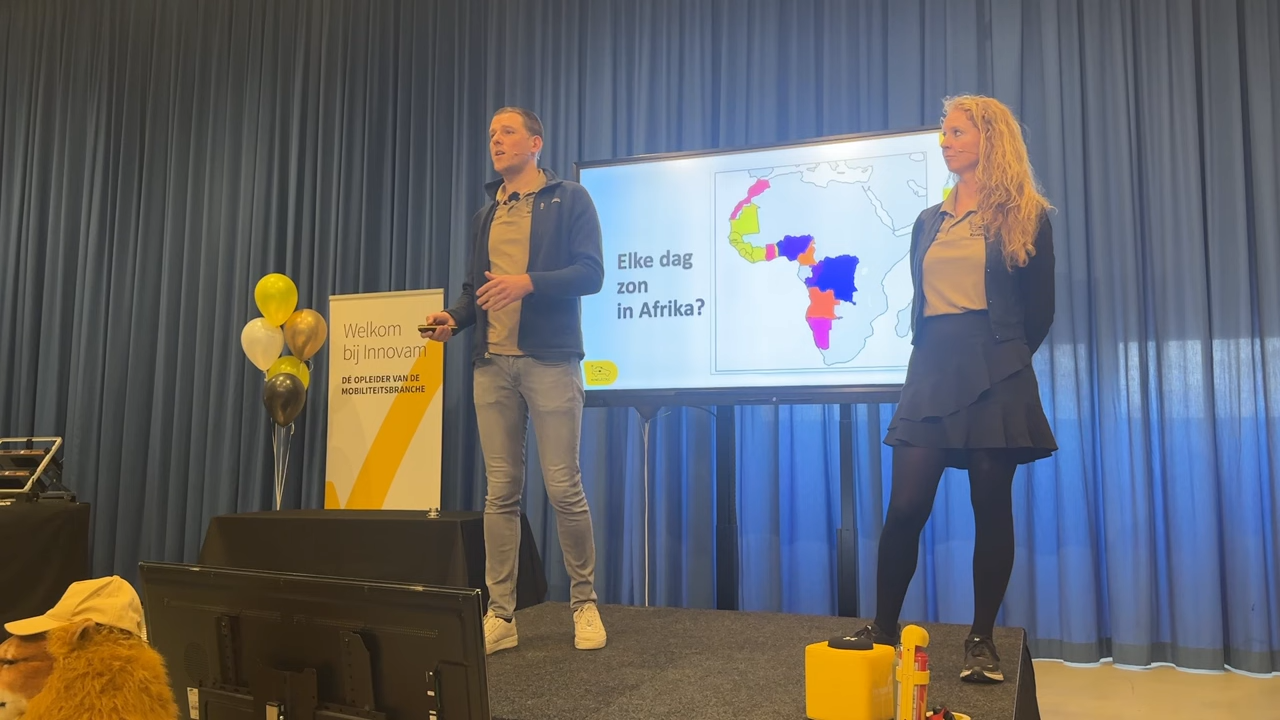 Elke dag
zon
in Afrika?
Welkom
bij Innovam
DÉ OPLEIDER VAN DE
MOBILITEITSBRANCHE